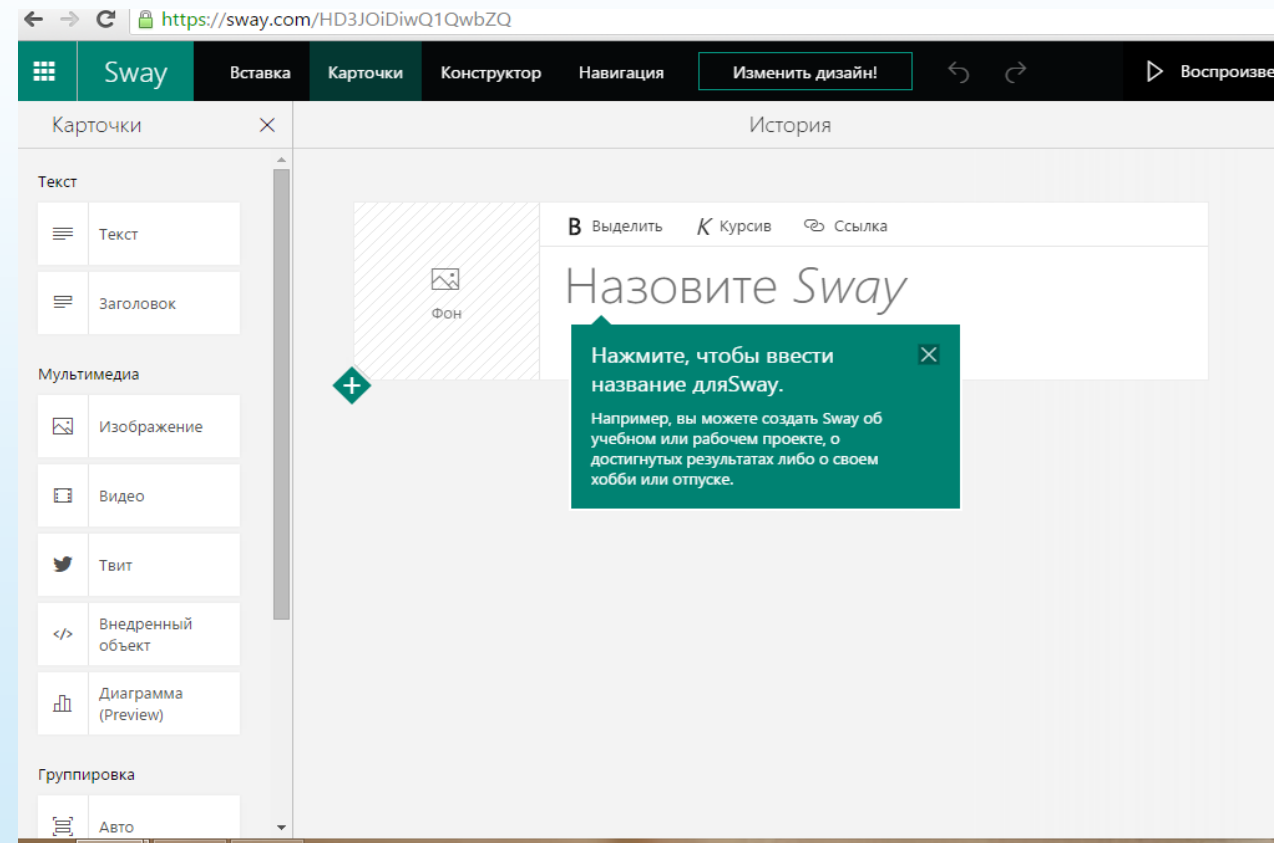 https://sway.com/HD3JOiDiwQ1QwbZQ
Sway Вставка Карточки Конструктор Навигация Изменить дизайн! Воспроизве
Карточки
История
Текст
Текст
Заголовок
Мультимедиа
Изображение
Видео
Твит
Внедренный
объект
Диаграмма
(Preview)
Группировка
Авто
Фон
В Выделить К Курсив Ссылка
Назовите Sway
Нажмите, чтобы ввести
название дляSway.
Например, вы можете создать Sway об
учебном или рабочем проекте, о
достигнутых результатах либо о своем
хобби или отпуске.